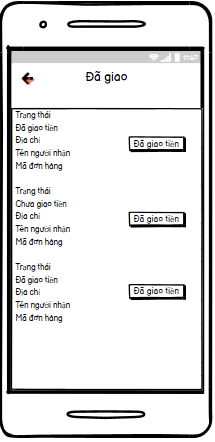 11:07
Đã giao
Trạng thái
Đã giao tiền
Địa chỉ
Đã giao tiền
Tên người nhận
Mã đơn hàng
Trạng thái
Chưa giao tiền
Địa chỉ
Đã giao tiền
Tên người nhận
Mã đơn hàng
Trạng thái
Đã giao tiền
Địa chỉ
Đã giao tiền
Tên người nhận
Mã đơn hàng